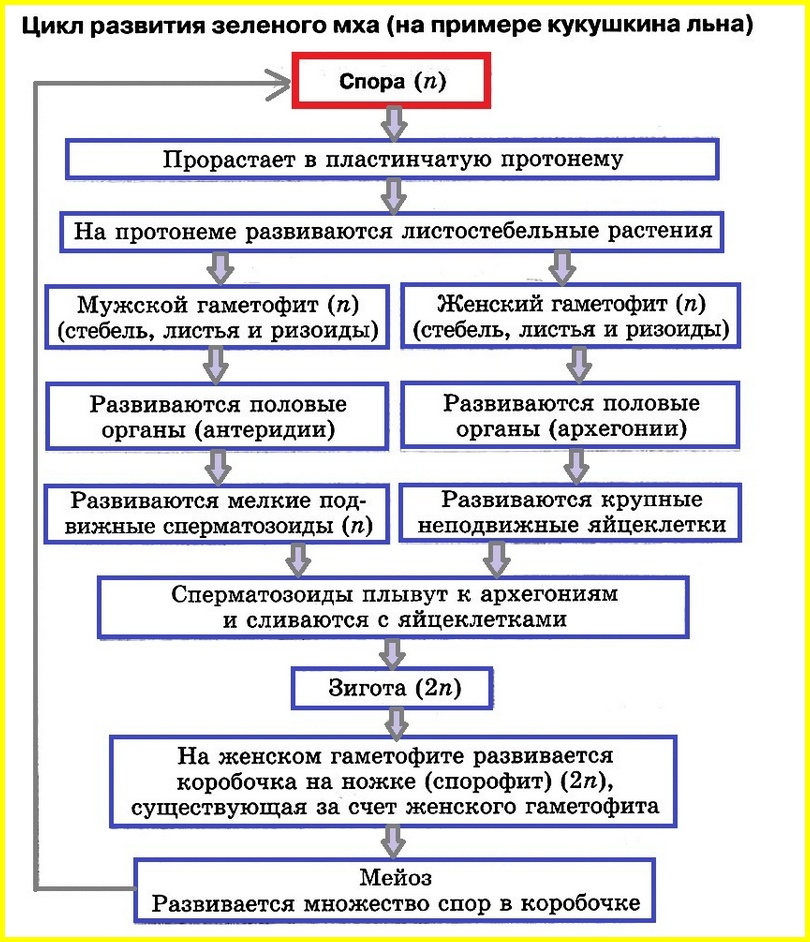 Цикл развития зеленого мха (на примере кукушкина льна)
Спора (n)
Прорастает в пластинчатую протонему
На протонеме развиваются листостебельные растения
Мужской гаметофит (n)
(стебель, листья и ризоиды)
Женский гаметофит (n)
(стебель, листья и ризоиды)
Развиваются половые
органы (антеридии)
Развиваются половые
органы (архегонии)
Развиваются мелкие под-
вижные сперматозоиды (n)
Развиваются крупные
неподвижные яйцеклетки
Сперматозоиды плывут к архегониям
и сливаются с яйцеклетками
Зигота (2n)
На женском гаметофите развивается
коробочка на ножке (спорофит) (2n),
существующая за счет женского гаметофита
Мейоз
Развивается множество спор в коробочке